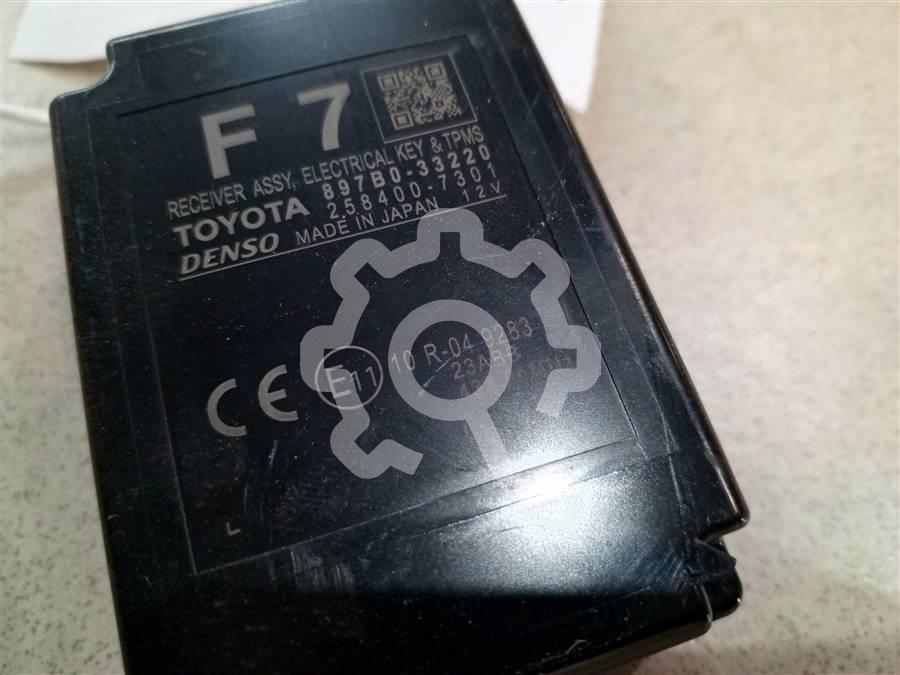 F 7
RECEIVER ASSY, ELECTRICAL KEY & TPMS
TOYOTA 897B0-33220
258400-7301
DENSO MADE IN JAPAN 12V
CE E11 10 R-04 9283
23ABB
L